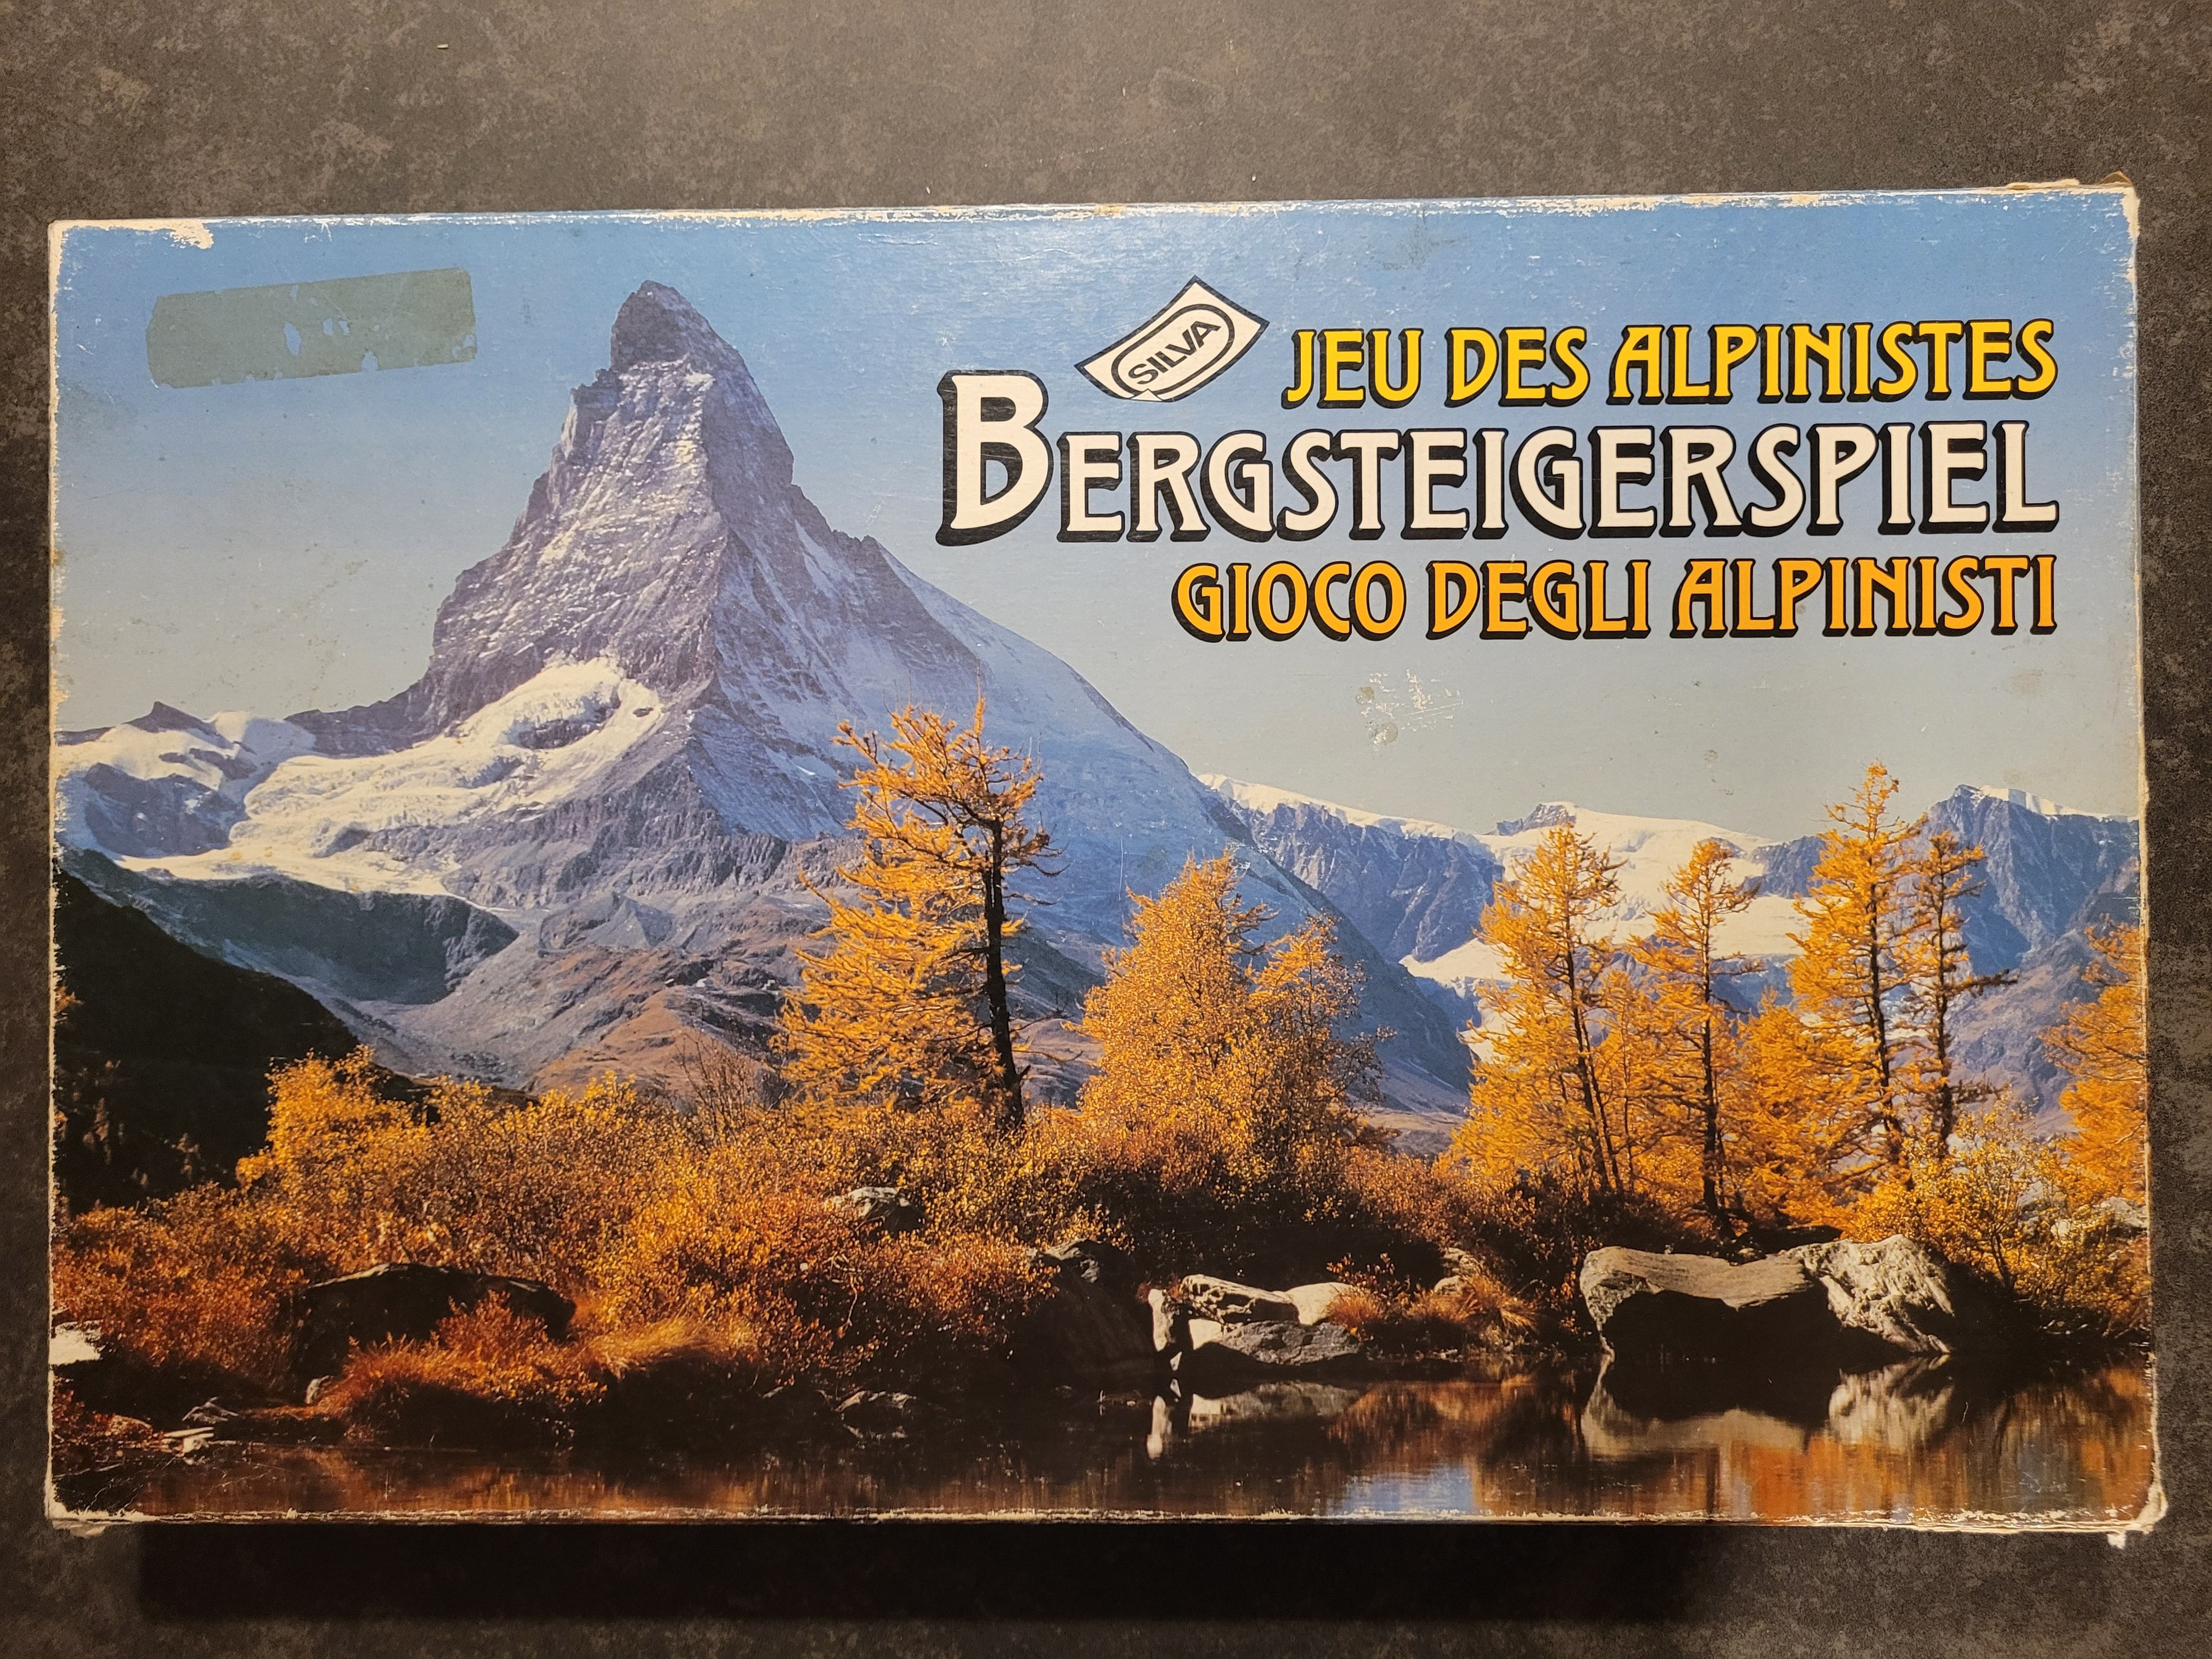 SILVA
JEU DES ALPINISTES
BERGSTEIGERSPIEL
GIOCO DEGLI ALPINISTI